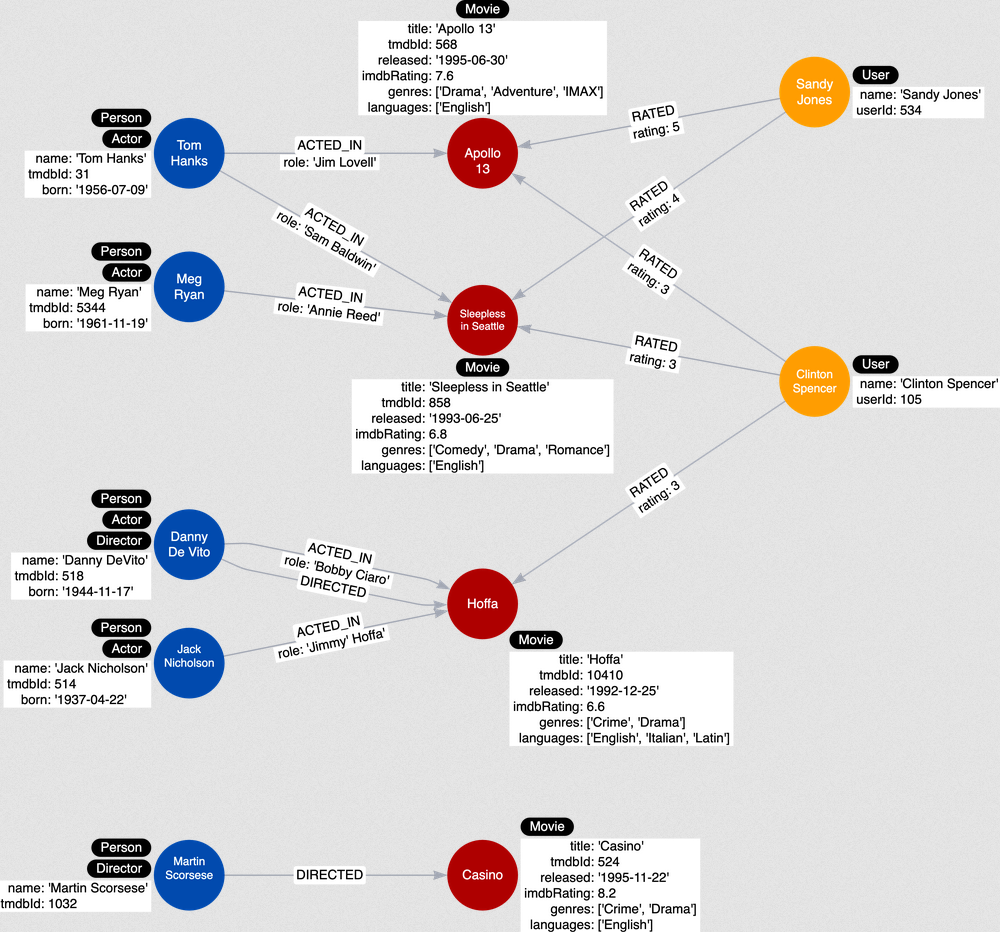 Movie
title: 'Apollo 13'
tmdbId: 568
released: '1995-06-30'
imdbRating: 7.6
genres: ['Drama', 'Adventure', 'IMAX']
languages: ['English']
Sandy
Jones
User
name: 'Sandy Jones'
userId: 534
Person
Actor
name: 'Tom Hanks'
tmdbId: 31
born: '1956-07-09'
Tom
Hanks
ACTED_IN
role: 'Jim Lovell'
Apollo
13
RATED
rating: 5
ACTED_IN
role: 'Sam Baldwin'
RATED
rating: 4
Person
Actor
name: 'Meg Ryan'
tmdbId: 5344
born: '1961-11-19'
Meg
Ryan
ACTED_IN
role: 'Annie Reed'
RATED
rating: 3
Sleepless
in Seattle
RATED
rating: 3
Clinton
Spencer
User
name: 'Clinton Spencer'
userId: 105
Movie
title: 'Sleepless in Seattle'
tmdbId: 858
released: '1993-06-25'
imdbRating: 6.8
genres: ['Comedy', 'Drama', 'Romance']
languages: ['English']
RATED
rating: 3
Person
Actor
Director
name: 'Danny DeVito'
tmdbId: 518
born: '1944-11-17'
Danny
De Vito
ACTED_IN
role: 'Bobby Ciaro'
DIRECTED
Hoffa
Person
Actor
name: 'Jack Nicholson'
tmdbId: 514
born: '1937-04-22'
Jack
Nicholson
ACTED_IN
role: 'Jimmy' Hoffa'
Movie
title: 'Hoffa'
tmdbId: 10410
released: '1992-12-25'
imdbRating: 6.6
genres: ['Crime', 'Drama']
languages: ['English', 'Italian', 'Latin']
Person
Director
name: 'Martin Scorsese'
tmdbId: 1032
Martin
Scorsese
DIRECTED
Casino
Movie
title: 'Casino'
tmdbId: 524
released: '1995-11-22'
imdbRating: 8.2
genres: ['Crime', 'Drama']
languages: ['English']